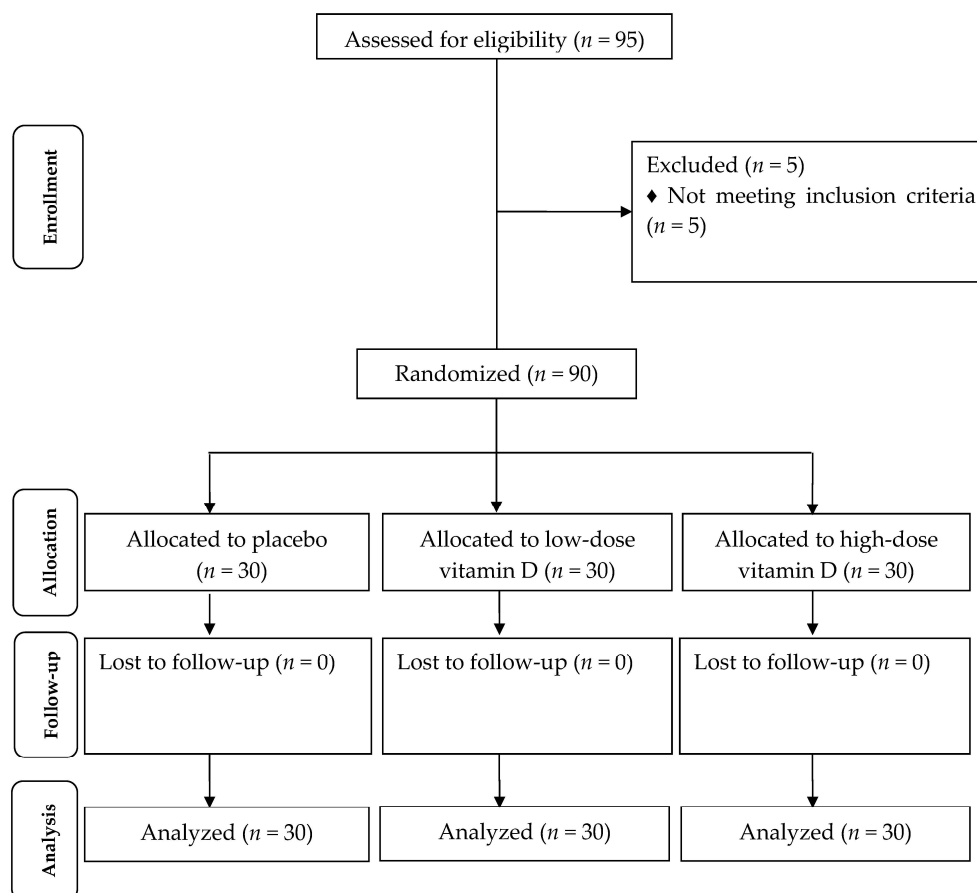 Assessed for eligibility (n = 95)
Enrollment
Excluded (n = 5)
♦ Not meeting inclusion criteria
(n = 5)
Randomized (n = 90)
Allocation
Allocated to placebo
(n = 30)
Allocated to low-dose
vitamin D (n = 30)
Allocated to high-dose
vitamin D (n = 30)
Follow-up
Lost to follow-up (n = 0)
Lost to follow-up (n = 0)
Lost to follow-up (n = 0)
Analysis
Analyzed (n = 30)
Analyzed (n = 30)
Analyzed (n = 30)